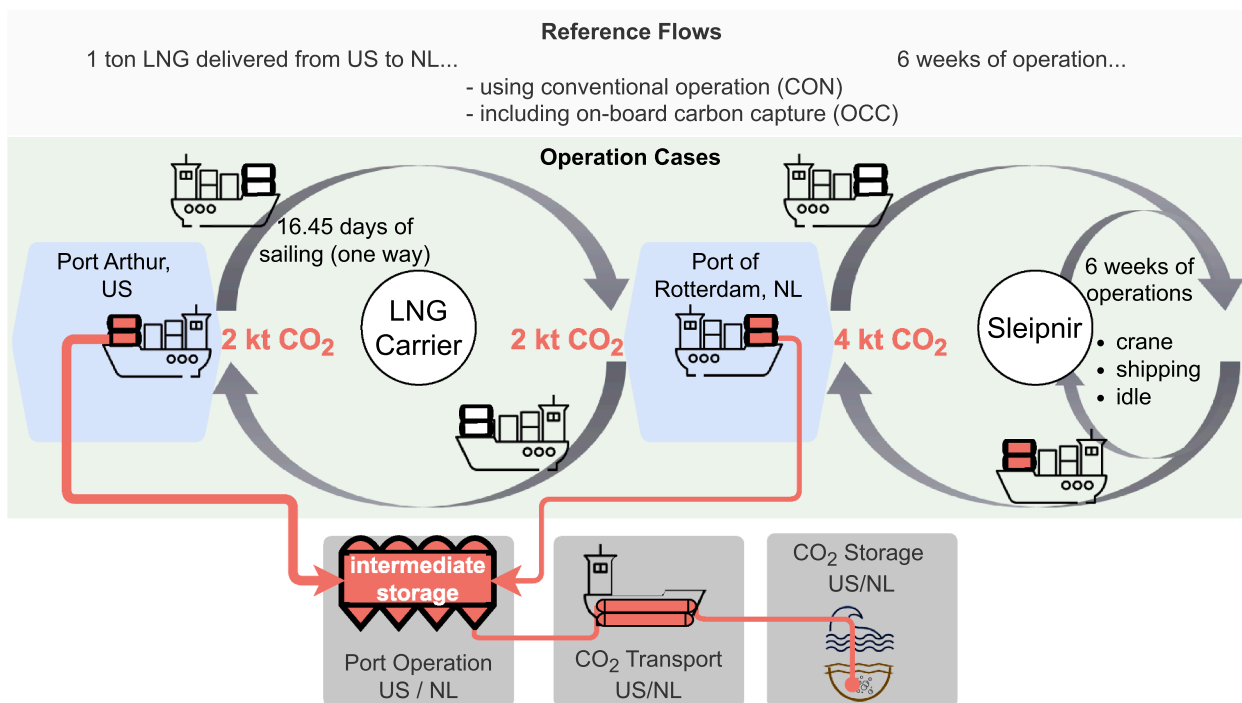 Reference Flows
1 ton LNG delivered from US to NL...
6 weeks of operation...
- using conventional operation (CON)
- including on-board carbon capture (OCC)
Operation Cases
16.45 days of
sailing (one way)
Port Arthur,
US
LNG
Carrier
2 kt CO2
2 kt CO2
Port of
Rotterdam, NL
4 kt CO2
Sleipnir
6 weeks of
operations
• crane
• shipping
• idle
intermediate
storage
Port Operation
US / NL
CO2 Transport
US/NL
CO2 Storage
US/NL